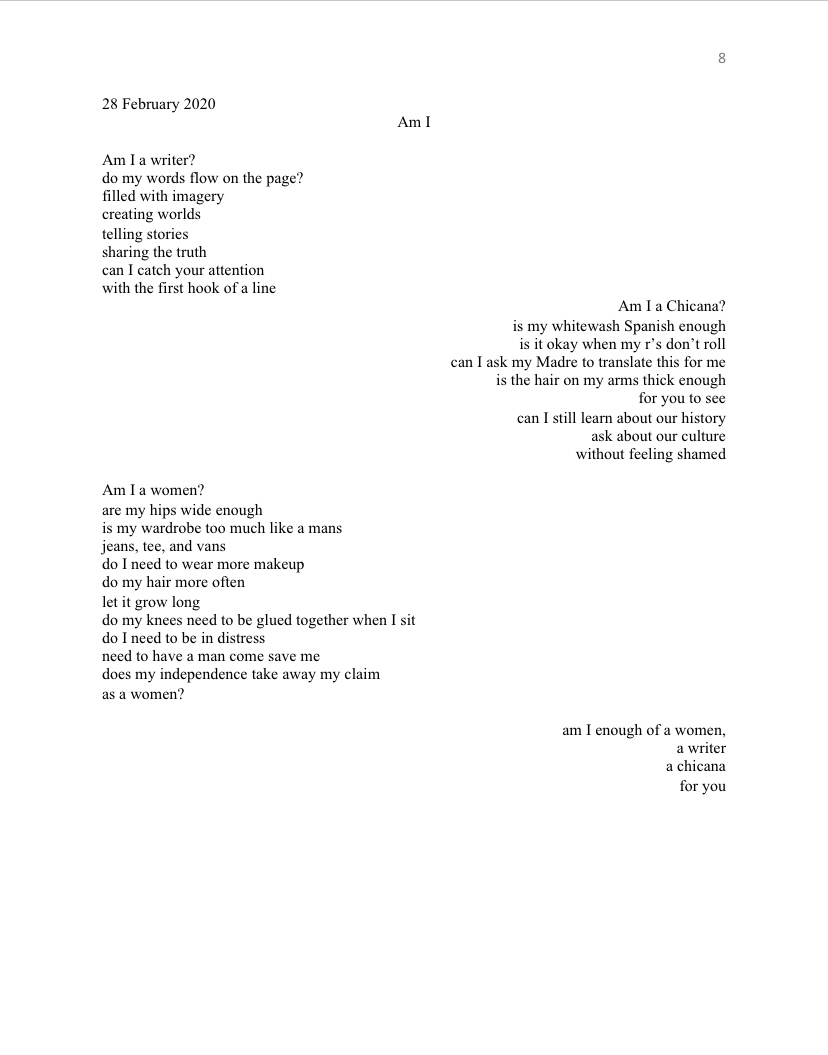 8
28 February 2020
Am I
Am I a writer?
do my words flow on the page?
filled with imagery
creating worlds
telling stories
sharing the truth
can I catch your attention
with the first hook of a line
Am I a Chicana?
is my whitewash Spanish enough
is it okay when my r’s don’t roll
can I ask my Madre to translate this for me
is the hair on my arms thick enough
for you to see
can I still learn about our history
ask about our culture
without feeling shamed
Am I a women?
are my hips wide enough
is my wardrobe too much like a mans
jeans, tee, and vans
do I need to wear more makeup
do my hair more often
let it grow long
do my knees need to be glued together when I sit
do I need to be in distress
need to have a man come save me
does my independence take away my claim
as a women?
am I enough of a women,
a writer
a chicana
for you